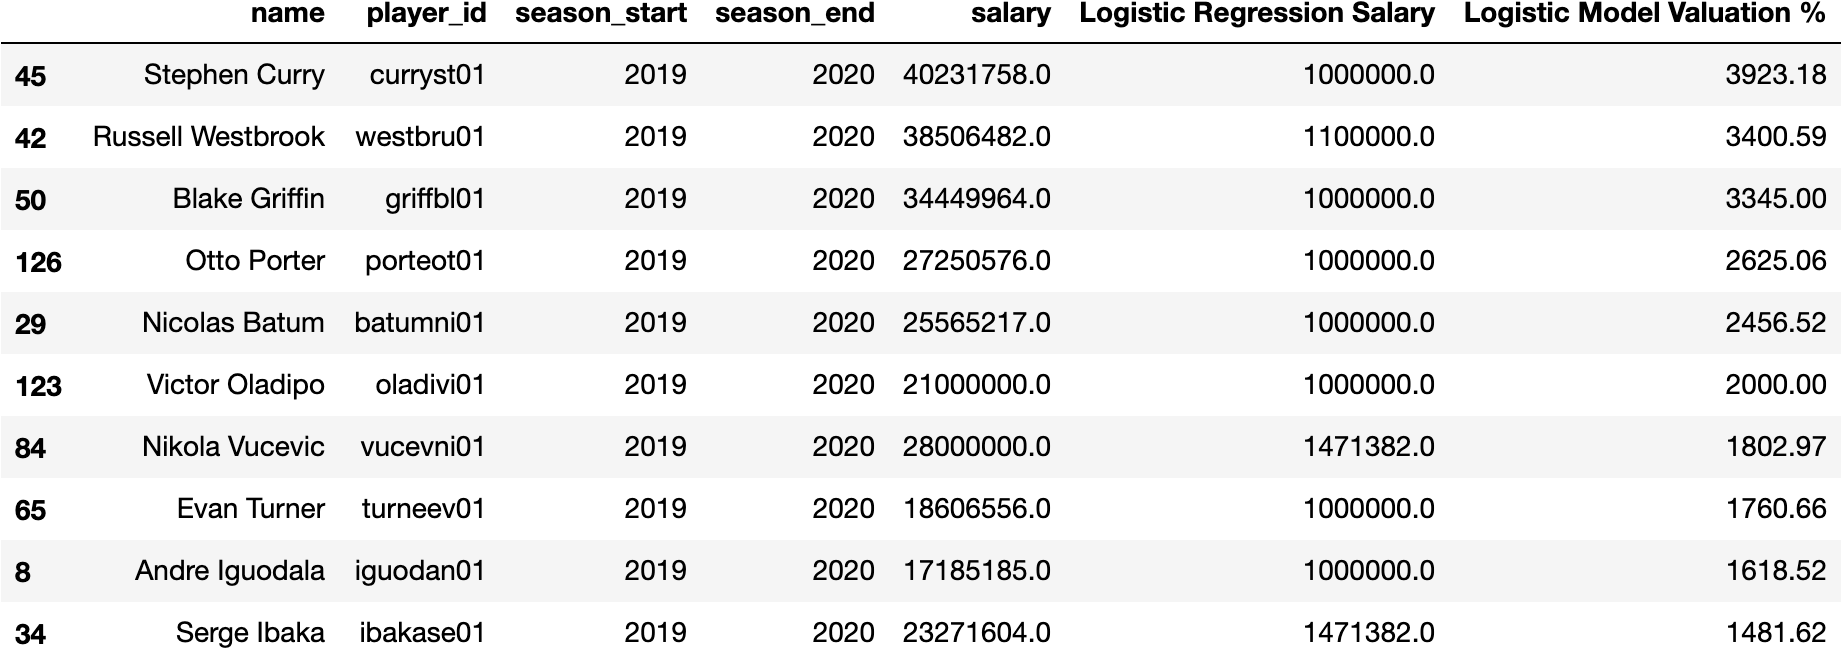 name player_id season_start season_end salary Logistic Regression Salary Logistic Model Valuation %
45 Stephen Curry curryst01 2019 2020 40231758.0 1000000.0 3923.18
42 Russell Westbrook westbru01 2019 2020 38506482.0 1100000.0 3400.59
50 Blake Griffin griffbl01 2019 2020 34449964.0 1000000.0 3345.00
126 Otto Porter porteot01 2019 2020 27250576.0 1000000.0 2625.06
29 Nicolas Batum batumni01 2019 2020 25565217.0 1000000.0 2456.52
123 Victor Oladipo oladivi01 2019 2020 21000000.0 1000000.0 2000.00
84 Nikola Vucevic vucevni01 2019 2020 28000000.0 1471382.0 1802.97
65 Evan Turner turneev01 2019 2020 18606556.0 1000000.0 1760.66
8 Andre Iguodala iguodan01 2019 2020 17185185.0 1000000.0 1618.52
34 Serge Ibaka ibakase01 2019 2020 23271604.0 1471382.0 1481.62